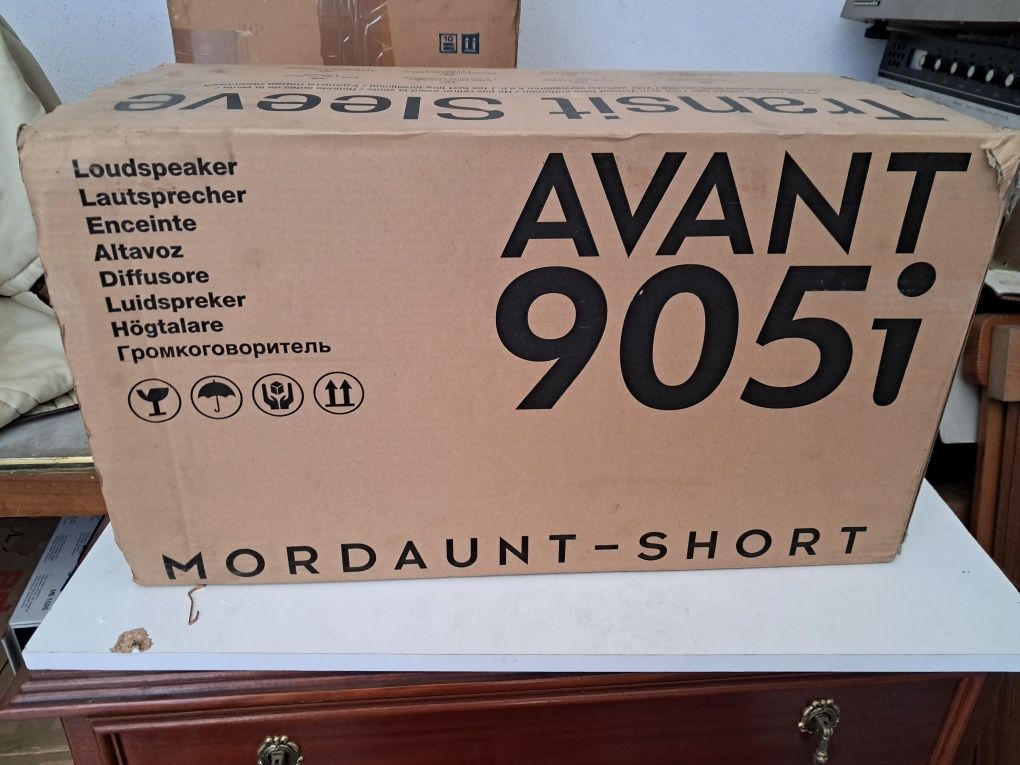 Transit Sleeve
Loudspeaker
Lautsprecher
Enceinte
Altavoz
Diffusore
Luidspreker
Högtalare
Громкоговоритель
AVANT
905i
MORDAUNT-SHORT